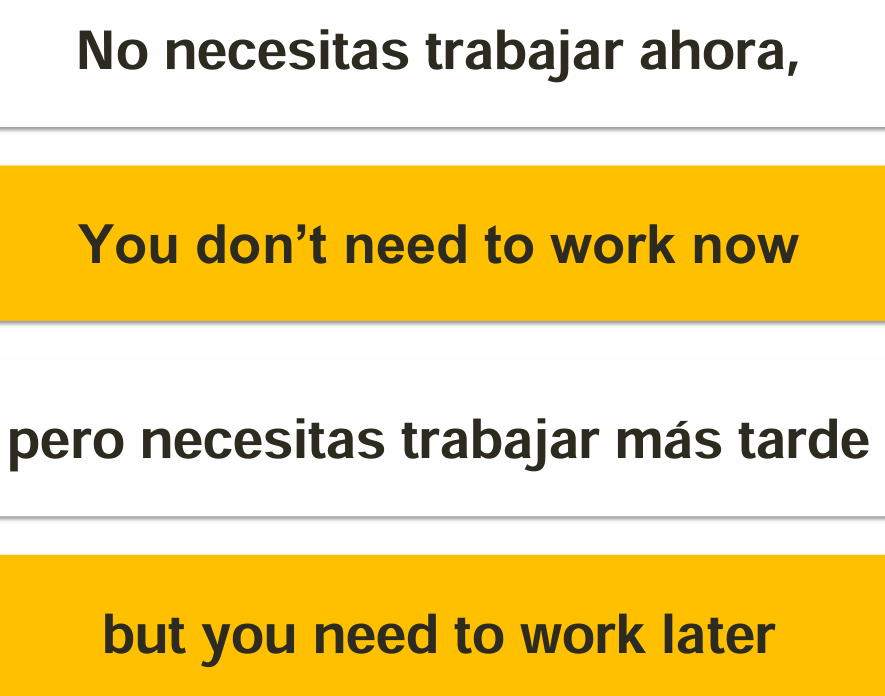 No necesitas trabajar ahora,
You don’t need to work now
pero necesitas trabajar más tarde
but you need to work later